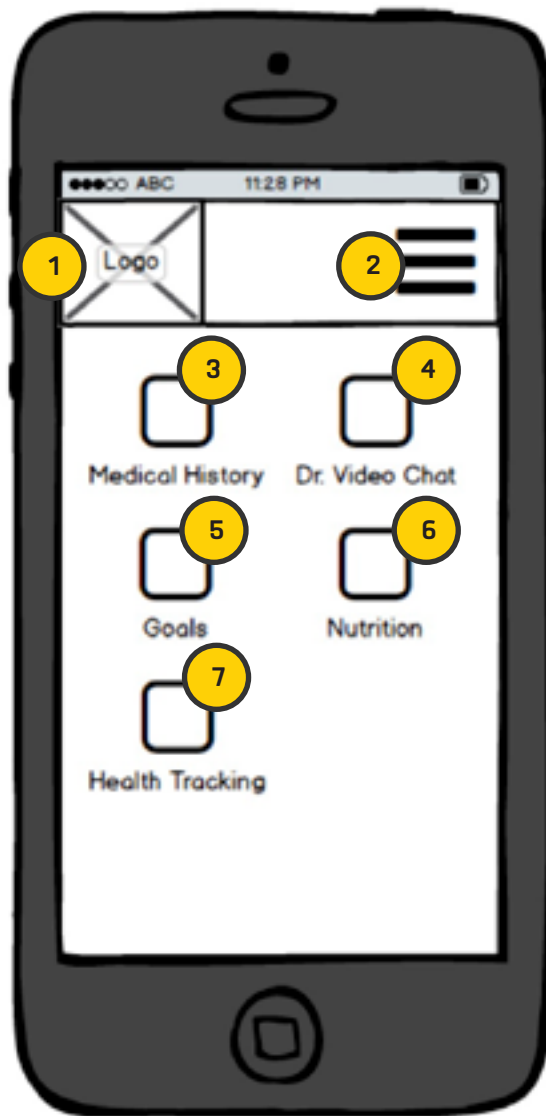 ABC 11:28 PM
1 Logo 2
3 4
Medical History Dr. Video Chat
5 6
Goals Nutrition
7
Health Tracking